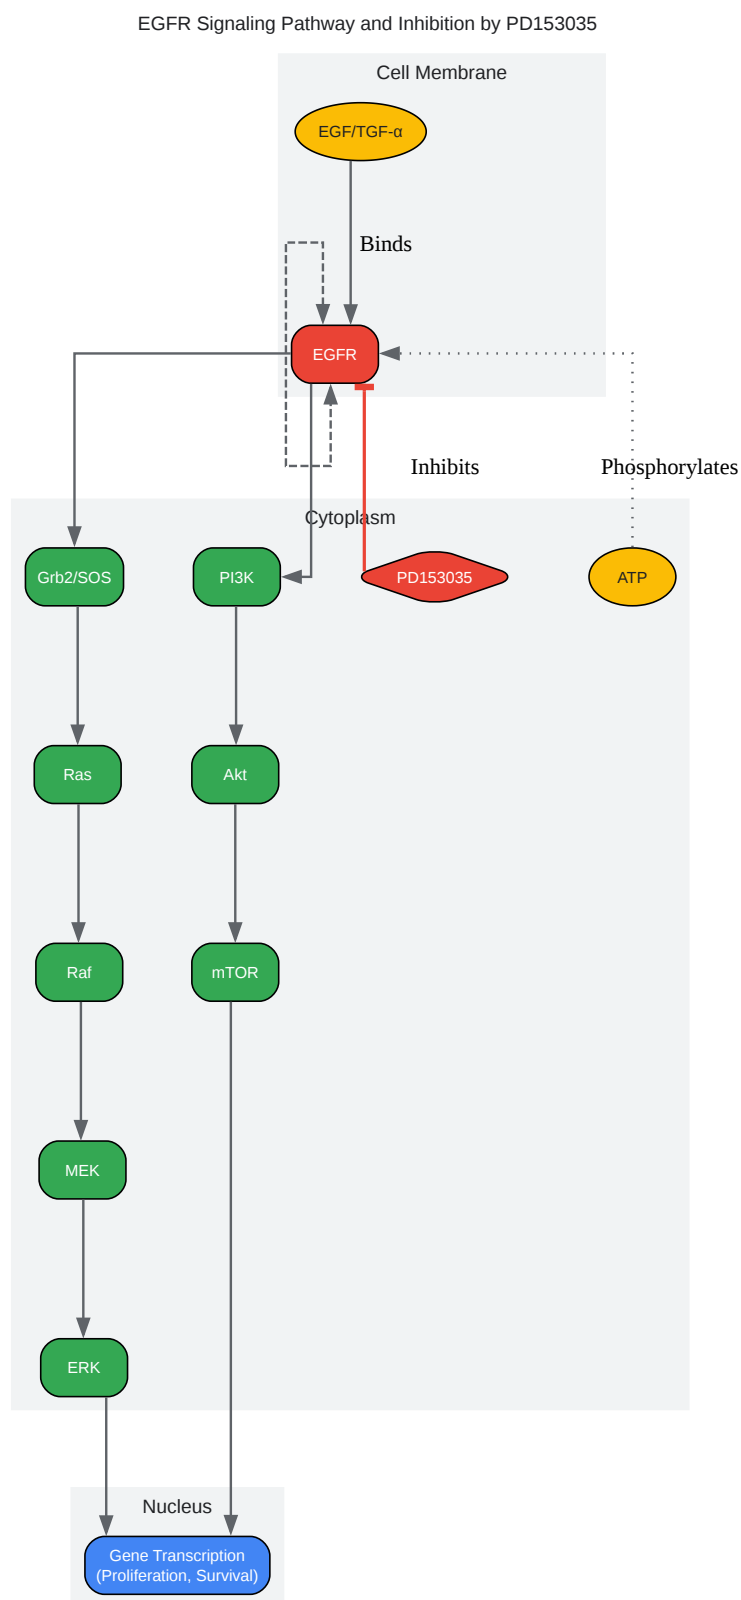 EGFR Signaling Pathway and Inhibition by PD153035
Cell Membrane
EGF/TGF-α
Binds
EGFR
Inhibits
Phosphorylates
Cytoplasm
Grb2/SOS
PI3K
PD153035
ATP
Ras
Akt
Raf
mTOR
MEK
ERK
Nucleus
Gene Transcription
(Proliferation, Survival)